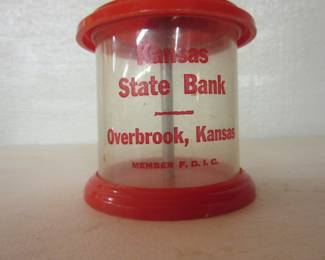 Kansas
State Bank
Overbrook, Kansas
MEMBER F. D. I. C.